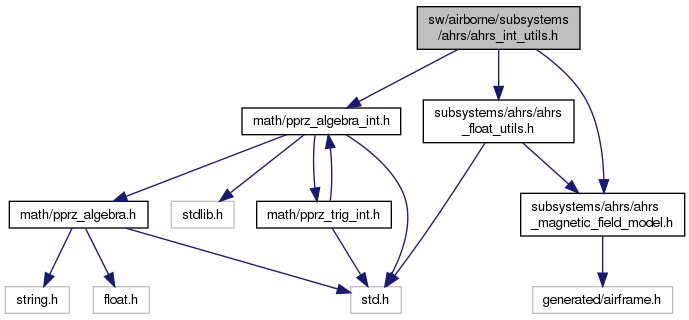 sw/airborne/subsystems
/ahrs/ahrs_int_utils.h
math/pprz_algebra_int.h
subsystems/ahrs/ahrs
_float_utils.h
math/pprz_algebra.h
stdlib.h
math/pprz_trig_int.h
subsystems/ahrs/ahrs
_magnetic_field_model.h
string.h
float.h
std.h
generated/airframe.h